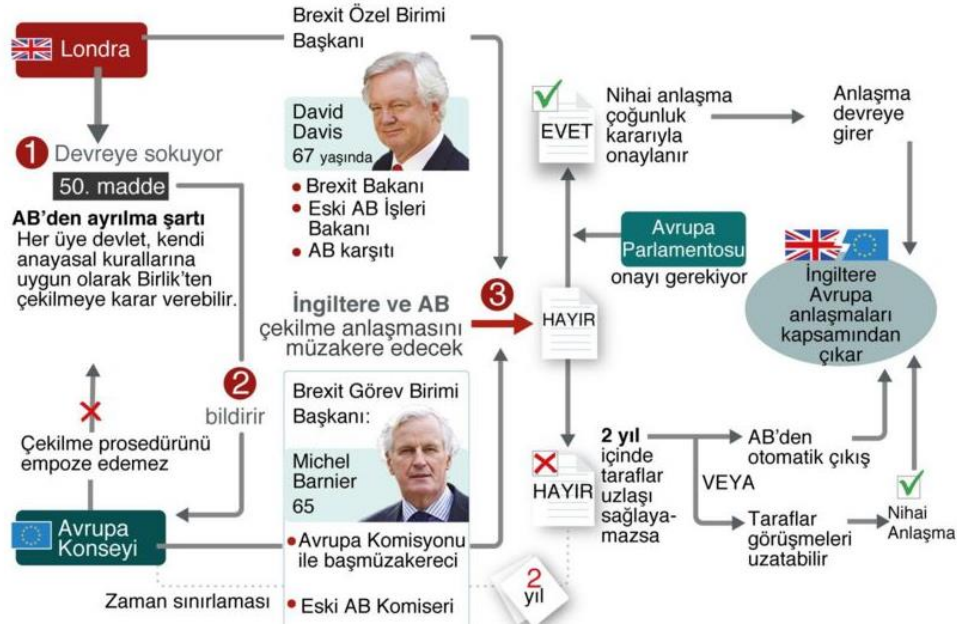 Londra
1 Devreye sokuyor
50. madde
AB'den ayrılma şartı
Her üye devlet, kendi
anayasal kurallarına
uygun olarak Birlik'ten
çekilmeye karar verebilir.
2
bildirir
Çekilme prosedürünü
empoze edemez
Avrupa
Konseyi
Zaman sınırlaması
Brexit Özel Birimi
Başkanı
David
Davis
67 yaşında
• Brexit Bakanı
• Eski AB İşleri
Bakanı
• AB karşıtı
İngiltere ve AB
çekilme anlaşmasını
müzakere edecek
3
Brexit Görev Birimi
Başkanı:
Michel
Barnier
65
• Avrupa Komisyonu
ile başmüzakereci
• Eski AB Komiseri
2
yıl
EVET
Nihai anlaşma
çoğunluk
kararıyla
onaylanır
Anlaşma
devreye
girer
Avrupa
Parlamentosu
onayı gerekiyor
HAYIR
İngiltere
Avrupa
anlaşmaları
kapsamından
çıkar
HAYIR
2 yıl
içinde
taraflar
uzlaşı
sağlaya-
mazsa
AB'den
otomatik çıkış
VEYA
Taraflar
görüşmeleri
uzatabilir
Nihai
Anlaşma